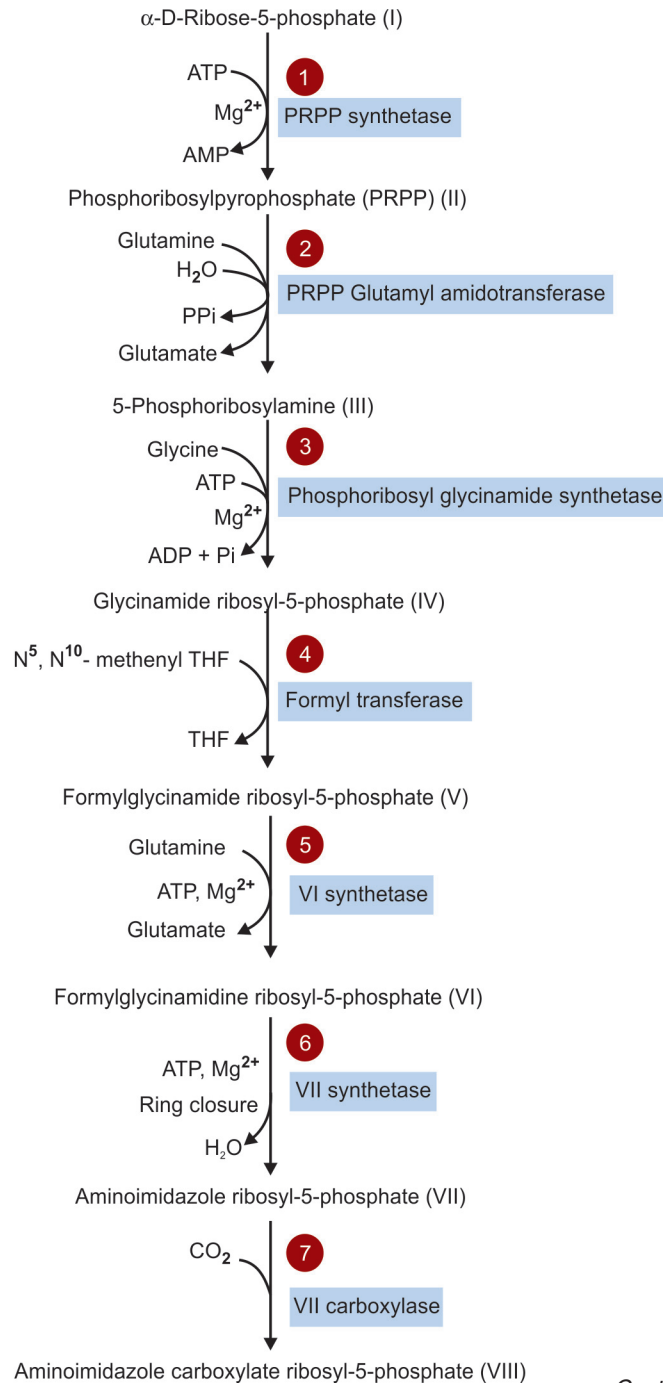 α-D-Ribose-5-phosphate (I)
ATP
1
Mg²⁺
PRPP synthetase
AMP
Phosphoribosylpyrophosphate (PRPP) (II)
Glutamine
2
H₂O
PRPP Glutamyl amidotransferase
PPi
Glutamate
5-Phosphoribosylamine (III)
Glycine
3
ATP
Phosphoribosyl glycinamide synthetase
Mg²⁺
ADP + Pi
Glycinamide ribosyl-5-phosphate (IV)
N⁵, N¹⁰- methenyl THF
4
Formyl transferase
THF
Formylglycinamide ribosyl-5-phosphate (V)
Glutamine
5
ATP, Mg²⁺
VI synthetase
Glutamate
Formylglycinamidine ribosyl-5-phosphate (VI)
6
ATP, Mg²⁺
VII synthetase
Ring closure
H₂O
Aminoimidazole ribosyl-5-phosphate (VII)
CO₂
7
VII carboxylase
Aminoimidazole carboxylate ribosyl-5-phosphate (VIII)